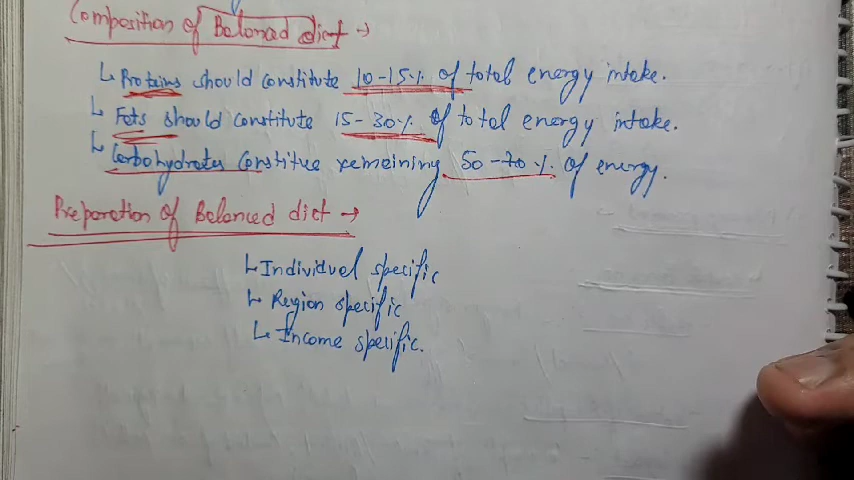 Composition of Balanced diet →
↳ Proteins should constitute 10-15% of total energy intake.
↳ Fats should constitute 15-30% of total energy intake.
↳ Carbohydrates constitue remaining 50-70% of energy.
Preparation of Balanced diet →
↳ Individual specific
↳ Region specific
↳ Income specific.